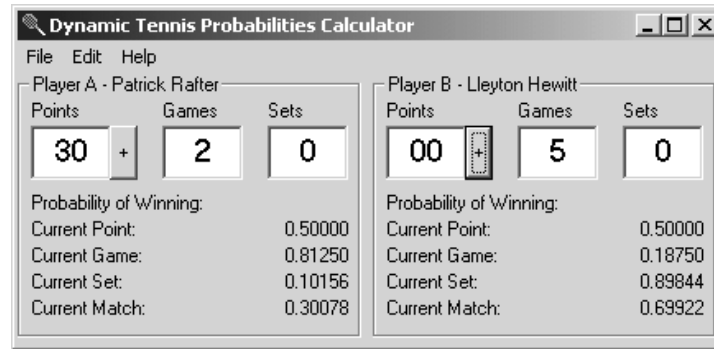 Dynamic Tennis Probabilities Calculator
File Edit Help
Player A - Patrick Rafter
Points Games Sets
30 + 2 0
Probability of Winning:
Current Point: 0.50000
Current Game: 0.81250
Current Set: 0.10156
Current Match: 0.30078
Player B - Lleyton Hewitt
Points Games Sets
00 + 5 0
Probability of Winning:
Current Point: 0.50000
Current Game: 0.18750
Current Set: 0.89844
Current Match: 0.69922